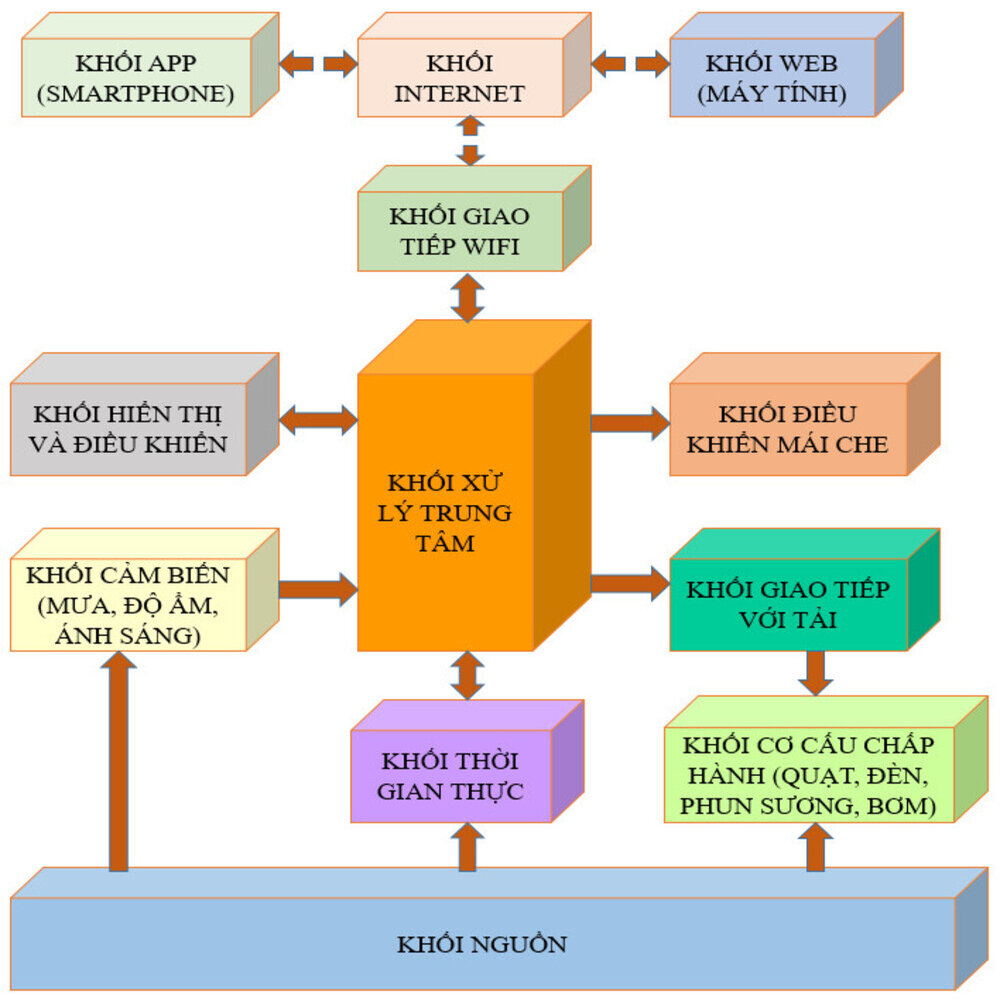 KHỐI APP
(SMARTPHONE)
KHỐI
INTERNET
KHỐI WEB
(MÁY TÍNH)
KHỐI GIAO
TIẾP WIFI
KHỐI HIỂN THỊ
VÀ ĐIỀU KHIỂN
KHỐI XỬ
LÝ TRUNG
TÂM
KHỐI ĐIỀU
KHIỂN MÁI CHE
KHỐI CẢM BIẾN
(MƯA, ĐỘ ẨM,
ÁNH SÁNG)
KHỐI GIAO TIẾP
VỚI TẢI
KHỐI THỜI
GIAN THỰC
KHỐI CƠ CẤU CHẤP
HÀNH (QUẠT, ĐÈN,
PHUN SƯƠNG, BƠM)
KHỐI NGUỒN